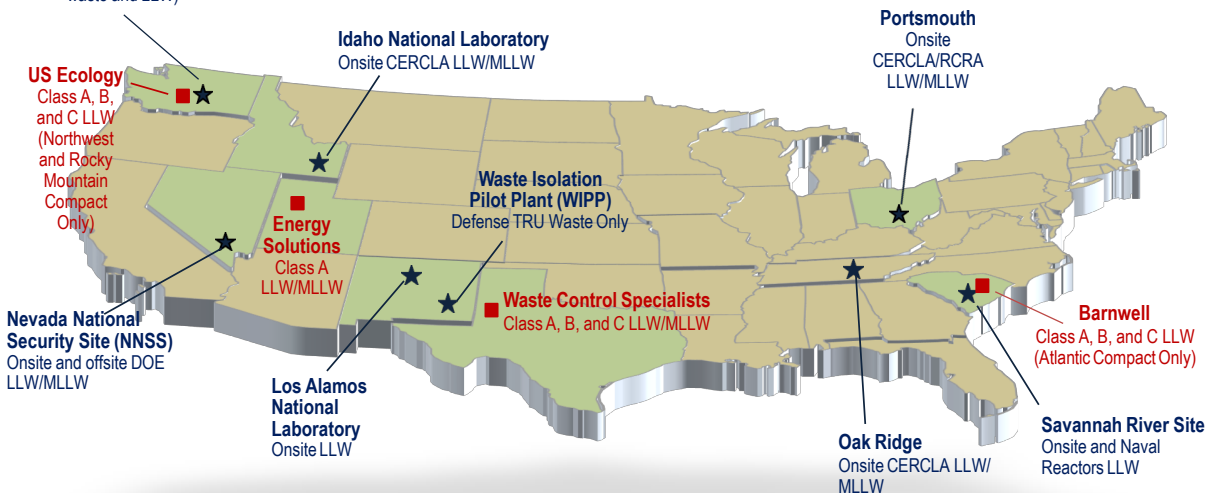 Portsmouth
Onsite
CERCLA/RCRA
LLW/MLLW
Idaho National Laboratory
Onsite CERCLA LLW/MLLW
US Ecology
Class A, B,
and C LLW
(Northwest
and Rocky
Mountain
Compact
Only)
Waste Isolation
Pilot Plant (WIPP)
Defense TRU Waste Only
Energy
Solutions
Class A
LLW/MLLW
Waste Control Specialists
Class A, B, and C LLW/MLLW
Barnwell
Class A, B, and C LLW
(Atlantic Compact Only)
Nevada National
Security Site (NNSS)
Onsite and offsite DOE
LLW/MLLW
Los Alamos
National
Laboratory
Onsite LLW
Oak Ridge
Onsite CERCLA LLW/
MLLW
Savannah River Site
Onsite and Naval
Reactors LLW